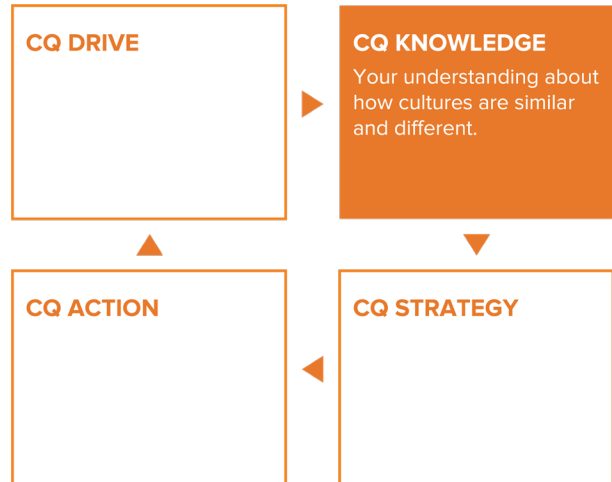 CQ DRIVE
CQ KNOWLEDGE
Your understanding about
how cultures are similar
and different.
CQ ACTION
CQ STRATEGY